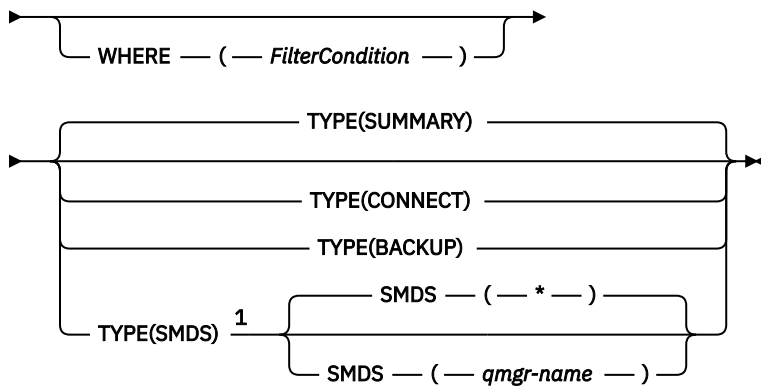 WHERE ( FilterCondition )
TYPE(SUMMARY)
TYPE(CONNECT)
TYPE(BACKUP)
SMDS ( * )
TYPE(SMDS) 1
SMDS ( qmgr-name )